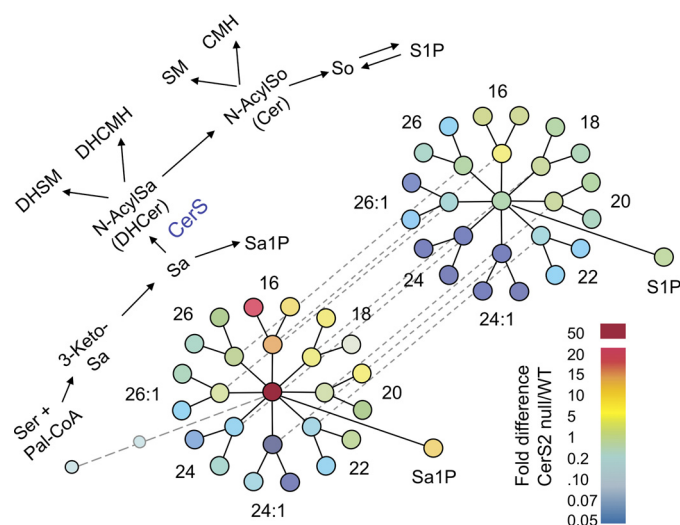 CMH
SM
So
S1P
N-AcylSo
(Cer)
DHCMH
DHSM
N-AcylSa
(DHCer)
CerS
Sa
Sa1P
3-Keto-
Sa
Ser +
Pal-CoA
16
18
20
22
24:1
24
26:1
26
S1P
16
18
20
22
24:1
24
26:1
26
Sa1P
Fold difference
CerS2 null/WT
50
20
15
10
5
1
0.2
.10
0.07
0.05